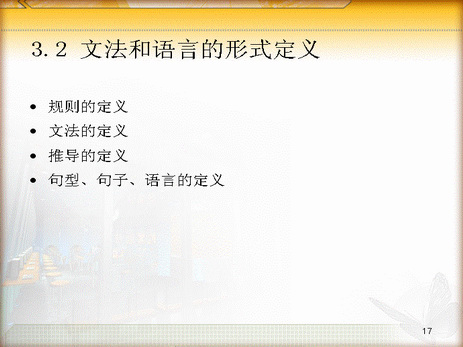 3.2 文法和语言的形式定义
• 规则的定义
• 文法的定义
• 推导的定义
• 句型、句子、语言的定义
17